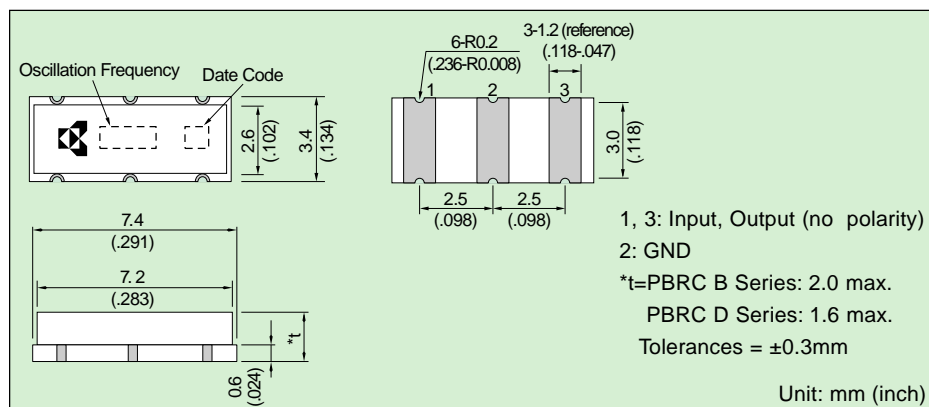 Oscillation Frequency
Date Code
2.6
(.102)
3.4
(.134)
6-R0.2
(.236-R0.008)
3-1.2 (reference)
(.118-.047)
1
2
3
3.0
(.118)
2.5
(.098)
2.5
(.098)
7.4
(.291)
7.2
(.283)
*t
0.6
(.024)
1, 3: Input, Output (no polarity)
2: GND
*t=PBRC B Series: 2.0 max.
PBRC D Series: 1.6 max.
Tolerances = ±0.3mm
Unit: mm (inch)